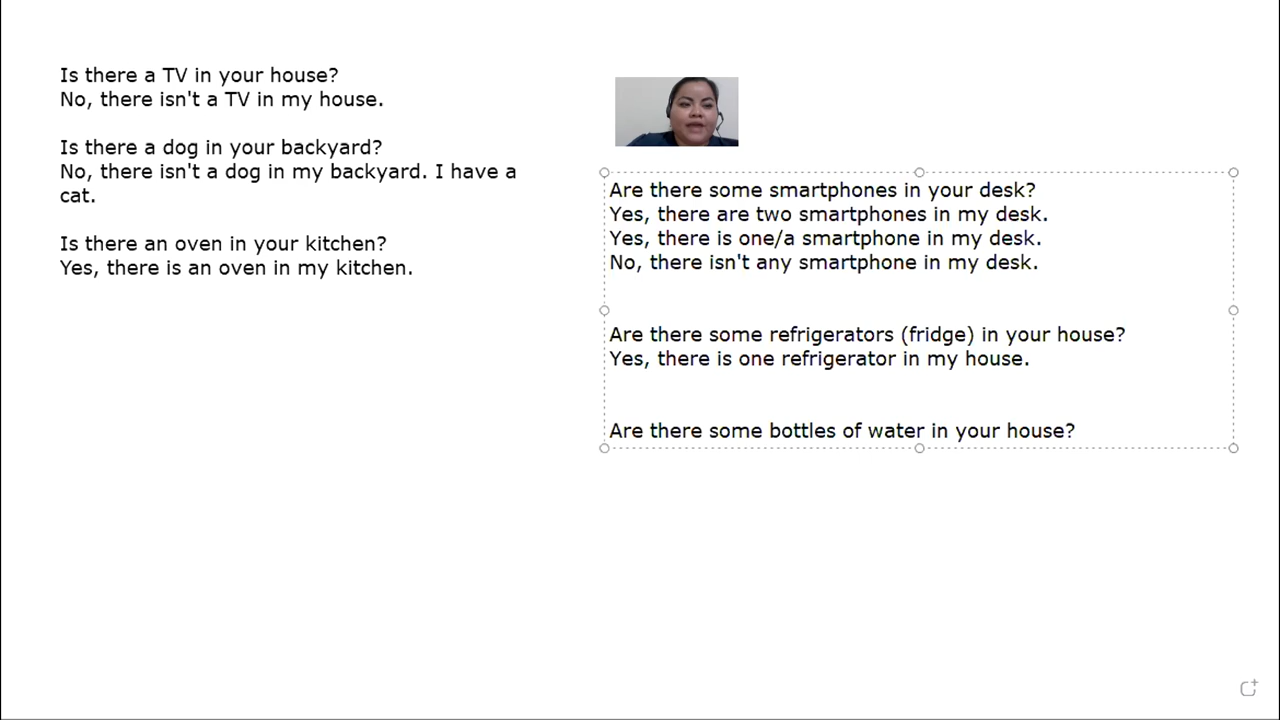 Is there a TV in your house?
No, there isn't a TV in my house.
Is there a dog in your backyard?
No, there isn't a dog in my backyard. I have a
cat.
Is there an oven in your kitchen?
Yes, there is an oven in my kitchen.
Are there some smartphones in your desk?
Yes, there are two smartphones in my desk.
Yes, there is one/a smartphone in my desk.
No, there isn't any smartphone in my desk.
Are there some refrigerators (fridge) in your house?
Yes, there is one refrigerator in my house.
Are there some bottles of water in your house?